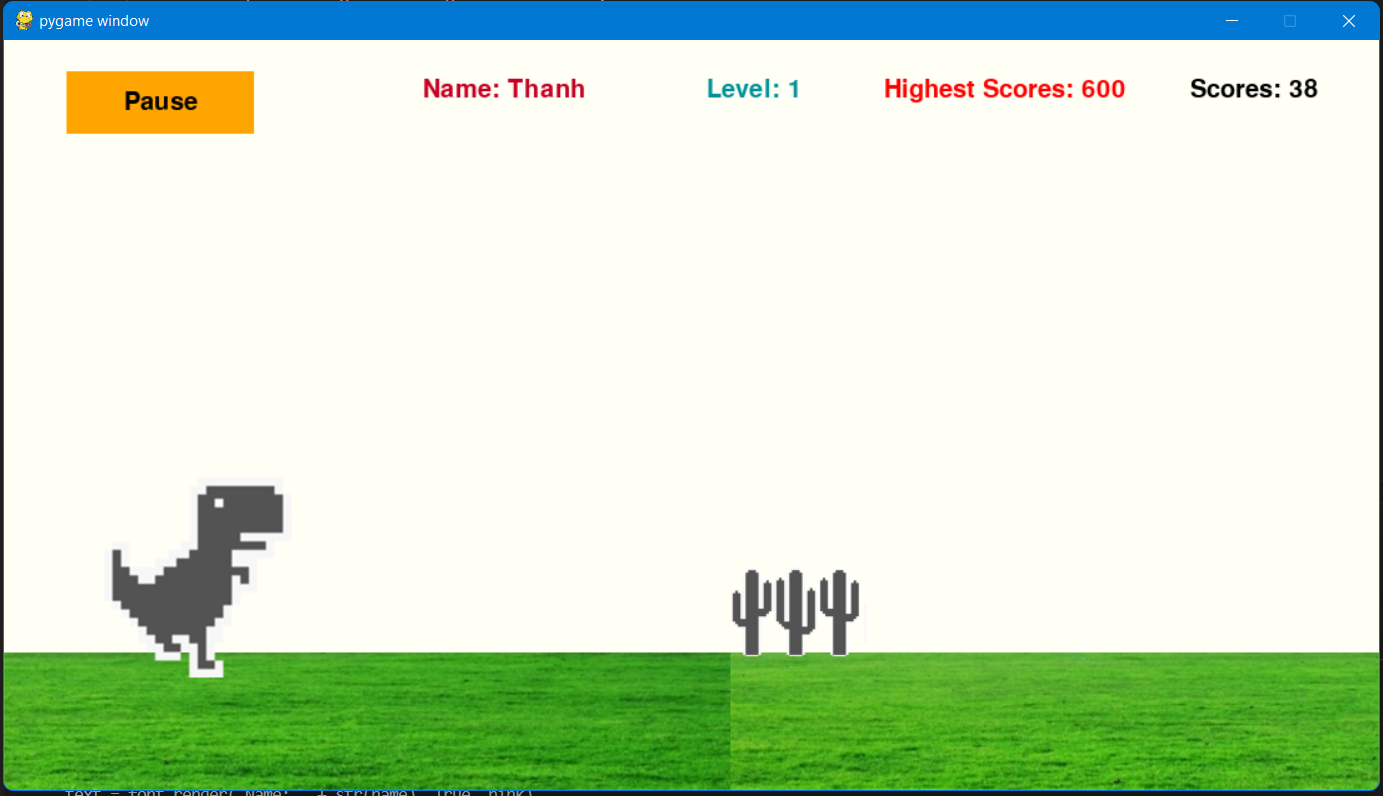 pygame window
Pause
Name: Thanh
Level: 1
Highest Scores: 600
Scores: 38